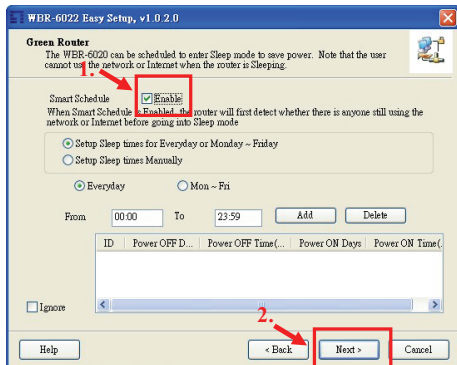 WBR-6022 Easy Setup, v1.0.2.0
Green Router
The WBR-6020 can be scheduled to enter Sleep mode to save power. Note that the user
cannot use the network or Internet when the router is Sleeping.
1.
Smart Schedule Enable
When Smart Schedule is Enabled, the router will first detect whether there is anyone still using the
network or Internet before going into Sleep mode
Setup Sleep times for Everyday or Monday ~ Friday
Setup Sleep times Manually
Everyday Mon ~ Fri
From 00:00 To 23:59 Add Delete
ID Power OFF D... Power OFF Time(... Power ON Days Power ON Time(.
Ignore
2.
Help < Back Next > Cancel